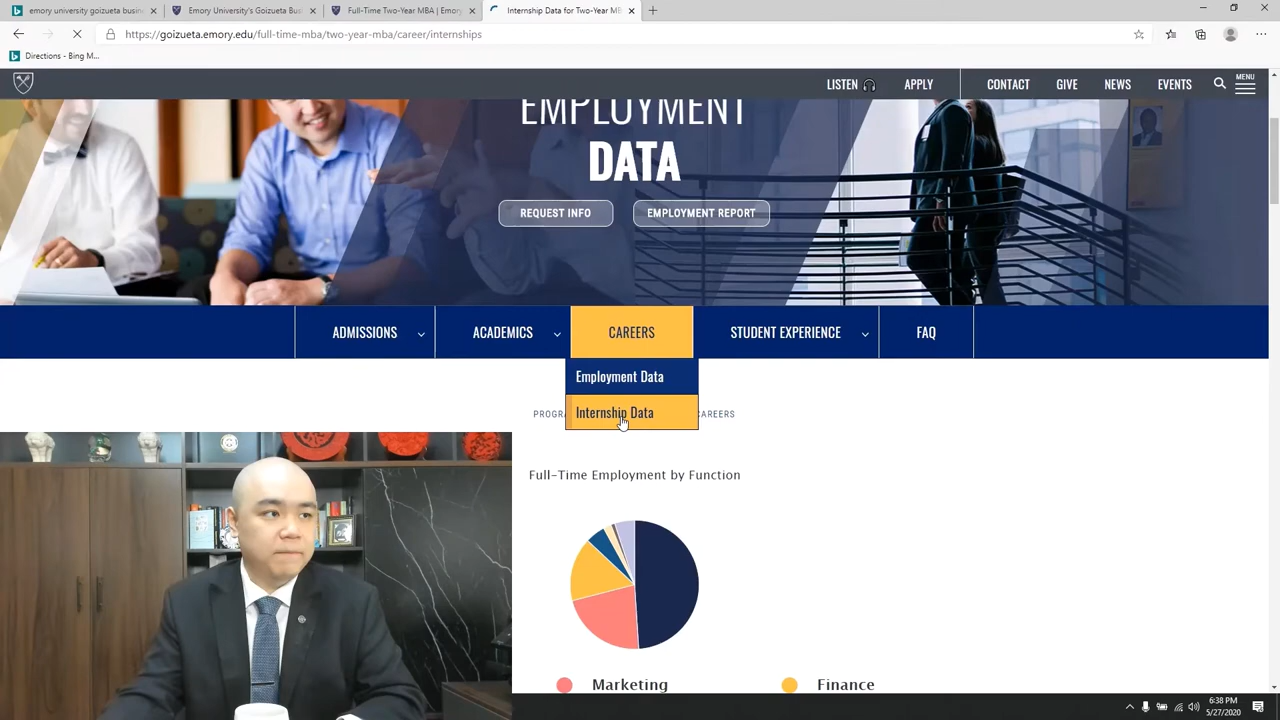 emory university goizueta busin
Emory University's Goizueta Bus
Full-Time Two-Year MBA | Emory
Internship Data for Two-Year M
https://goizueta.emory.edu/full-time-mba/two-year-mba/career/internships
Directions - Bing M...
LISTEN
APPLY
CONTACT
GIVE
NEWS
EVENTS
MENU
EMPLOYMENT
DATA
REQUEST INFO
EMPLOYMENT REPORT
ADMISSIONS
ACADEMICS
CAREERS
STUDENT EXPERIENCE
FAQ
Employment Data
Internship Data
PROGRA
CAREERS
Full-Time Employment by Function
Marketing
Finance
6:38 PM
5/27/2020